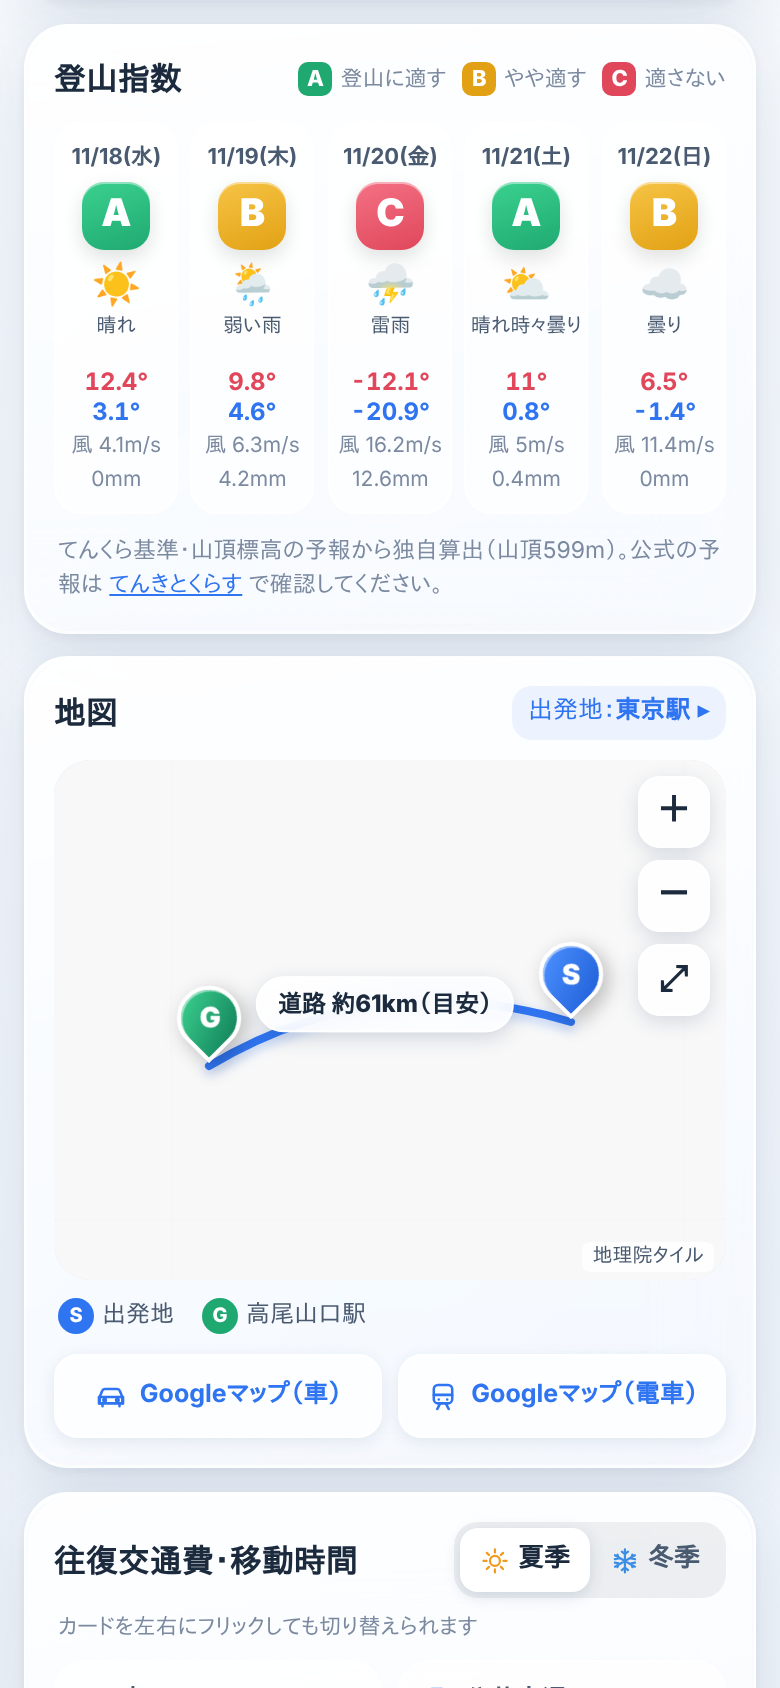 登山指数
A 登山に適す B やや適す C 適さない
11/18(水) 11/19(木) 11/20(金) 11/21(土) 11/22(日)
A B C A B
晴れ 弱い雨 雷雨 晴れ時々曇り 曇り
12.4° 9.8° -12.1° 11° 6.5°
3.1° 4.6° -20.9° 0.8° -1.4°
風 4.1m/s 風 6.3m/s 風 16.2m/s 風 5m/s 風 11.4m/s
0mm 4.2mm 12.6mm 0.4mm 0mm
てんくら基準・山頂標高の予報から独自算出（山頂599m）。公式の予
報は てんきとくらす で確認してください。
地図
出発地：東京駅 ▸
+
−
S
G
道路 約61km（目安）
地理院タイル
S 出発地 G 高尾山口駅
Googleマップ（車） Googleマップ（電車）
往復交通費・移動時間
夏季 冬季
カードを左右にフリックしても切り替えられます